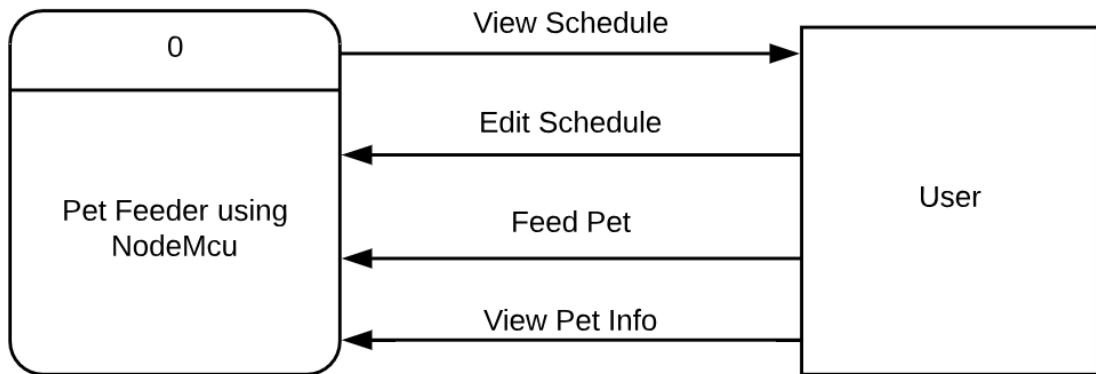 0
Pet Feeder using
NodeMcu
View Schedule
Edit Schedule
Feed Pet
View Pet Info
User